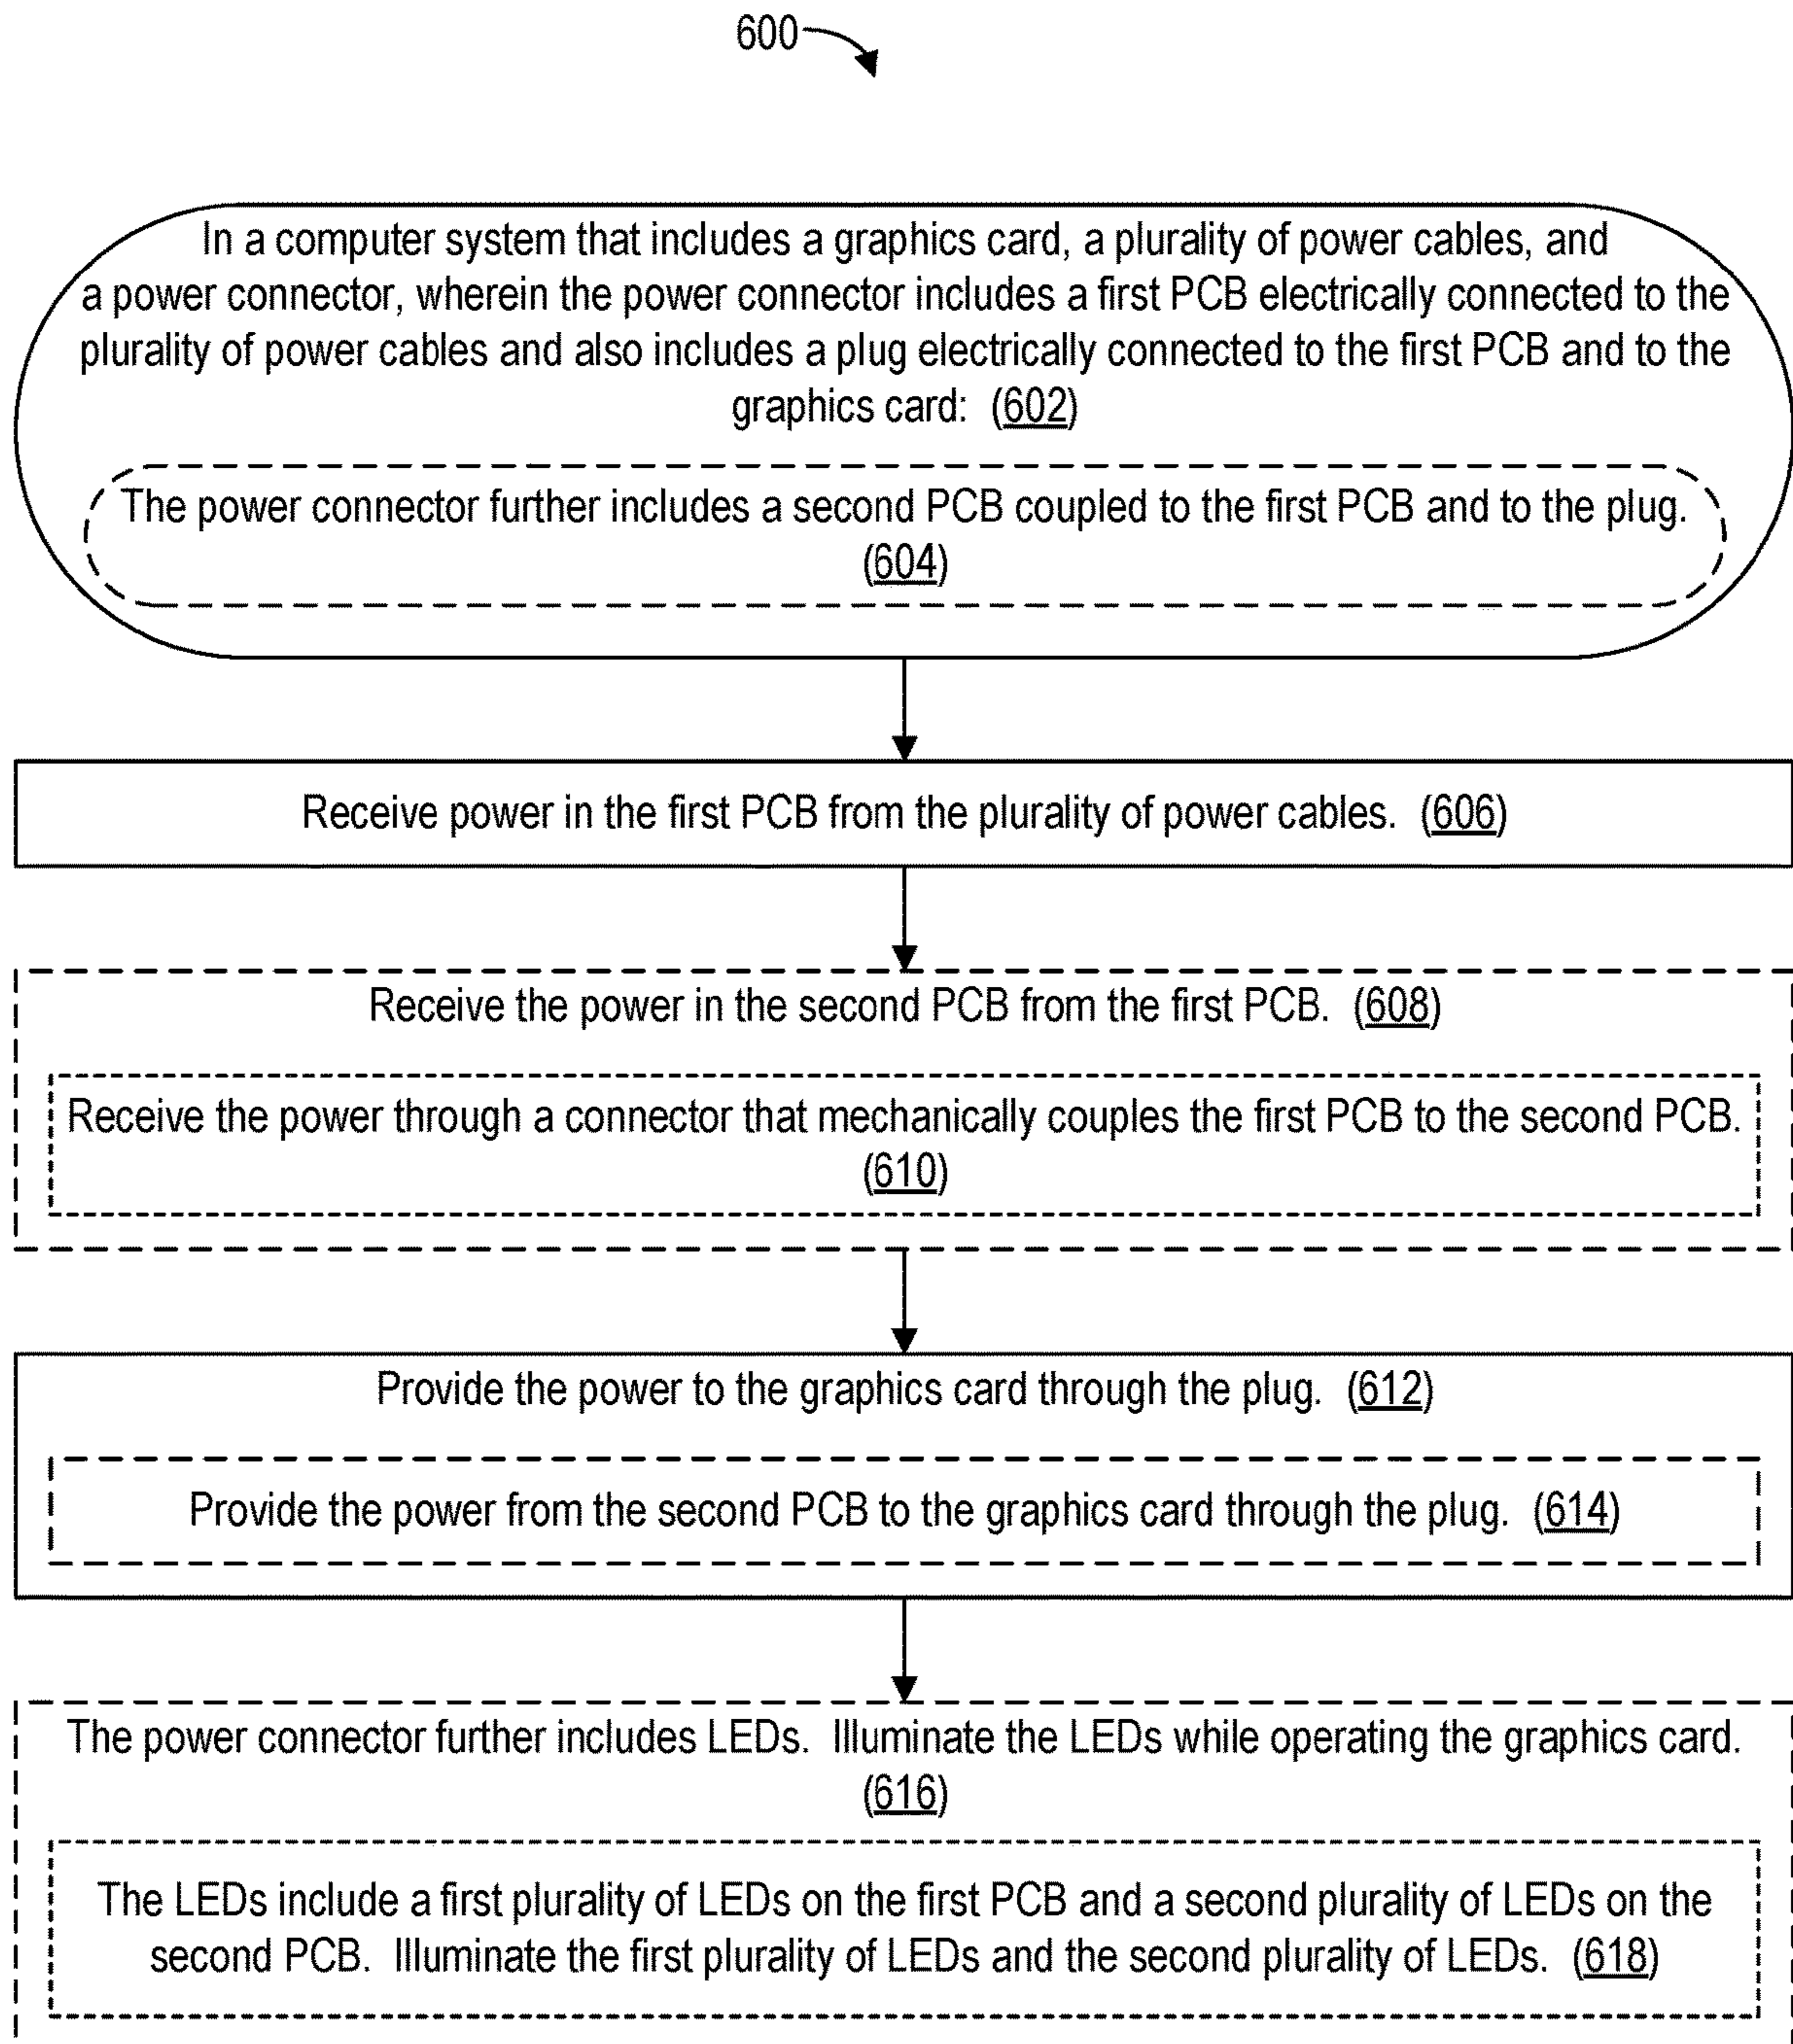 600
In a computer system that includes a graphics card, a plurality of power cables, and
a power connector, wherein the power connector includes a first PCB electrically connected to the
plurality of power cables and also includes a plug electrically connected to the first PCB and to the
graphics card: (602)
The power connector further includes a second PCB coupled to the first PCB and to the plug.
(604)
Receive power in the first PCB from the plurality of power cables. (606)
Receive the power in the second PCB from the first PCB. (608)
Receive the power through a connector that mechanically couples the first PCB to the second PCB.
(610)
Provide the power to the graphics card through the plug. (612)
Provide the power from the second PCB to the graphics card through the plug. (614)
The power connector further includes LEDs. Illuminate the LEDs while operating the graphics card.
(616)
The LEDs include a first plurality of LEDs on the first PCB and a second plurality of LEDs on the
second PCB. Illuminate the first plurality of LEDs and the second plurality of LEDs. (618)